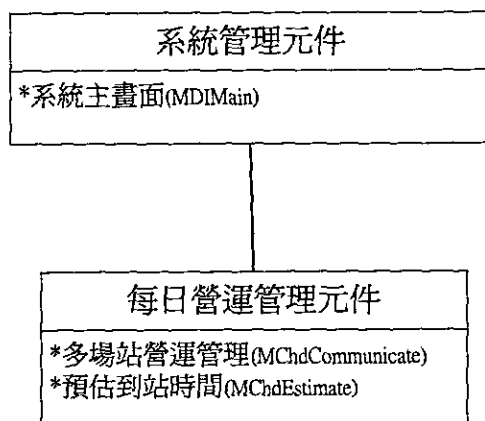 系統管理元件
*系統主畫面(MDIMain)
每日營運管理元件
*多場站營運管理(MChdCommunicate)
*預估到站時間(MChdEstimate)